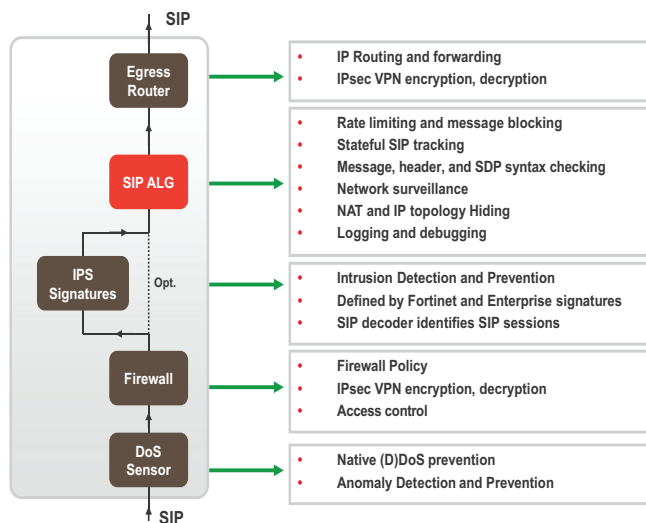 SIP
Egress
Router
• IP Routing and forwarding
• IPsec VPN encryption, decryption
SIP ALG
• Rate limiting and message blocking
• Stateful SIP tracking
• Message, header, and SDP syntax checking
• Network surveillance
• NAT and IP topology Hiding
• Logging and debugging
IPS
Signatures
Opt.
• Intrusion Detection and Prevention
• Defined by Fortinet and Enterprise signatures
• SIP decoder identifies SIP sessions
Firewall
• Firewall Policy
• IPsec VPN encryption, decryption
• Access control
DoS
Sensor
• Native (D)DoS prevention
• Anomaly Detection and Prevention
SIP